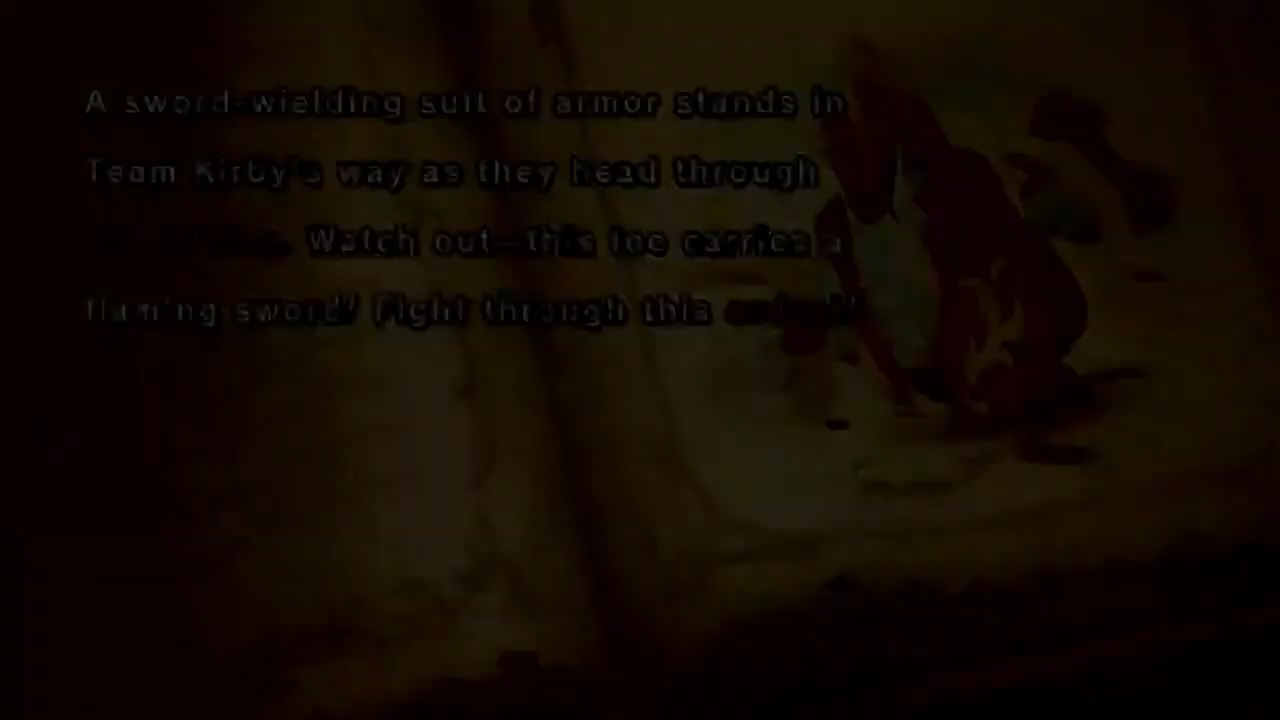 A sword-wielding suit of armor stands in
Team Kirby's way as they head through
Watch out—this foe carries a
flaming sword! Fight through this